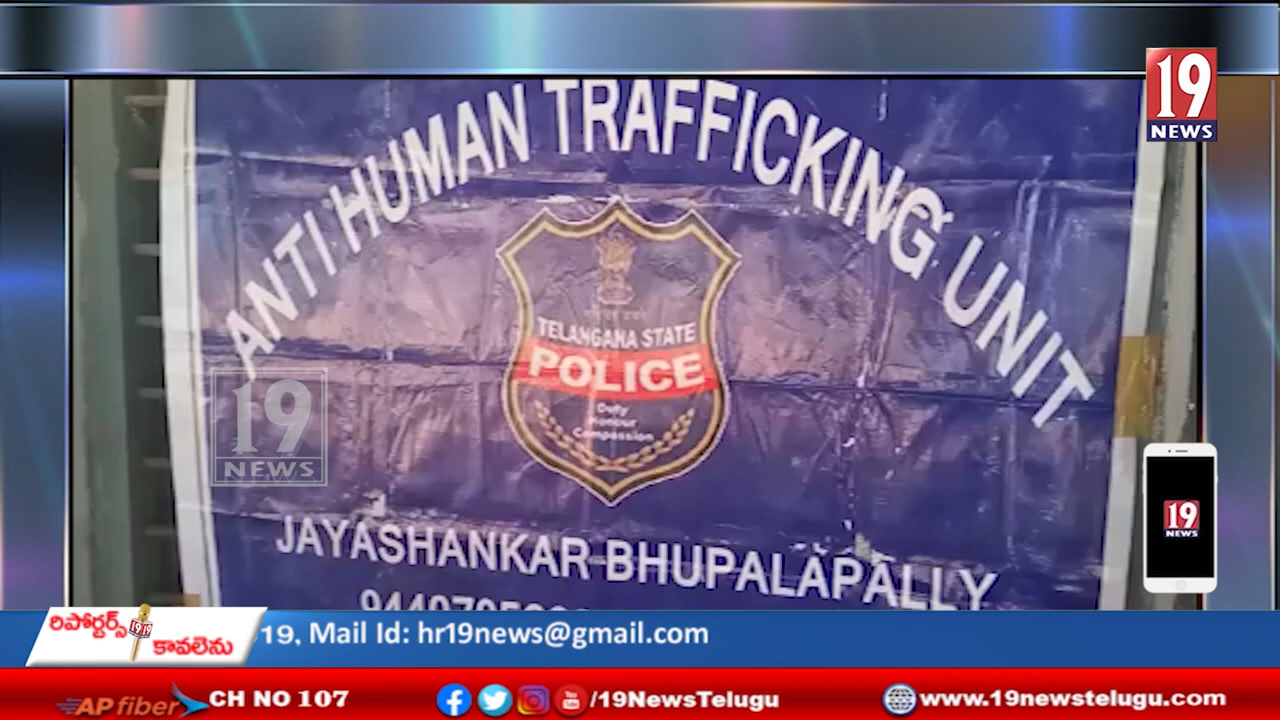 19
NEWS
ANTI HUMAN TRAFFICKING UNIT
TELANGANA STATE
POLICE
Duty
Honour
Compassion
19
NEWS
JAYASHANKAR BHUPALAPALLY
19
NEWS
రిపోర్టర్స్
కావలెను
19, Mail Id: hr19news@gmail.com
AP fiber CH NO 107
/19NewsTelugu
www.19newstelugu.com